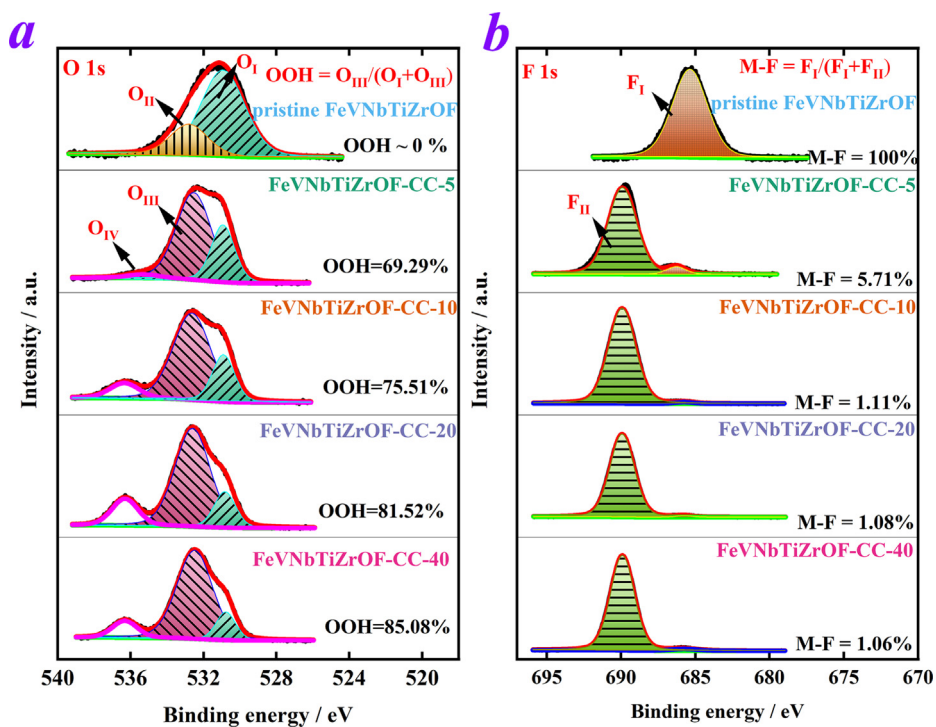 a
O 1s
O_I
OOH = O_III/(O_I+O_III)
O_II
pristine FeVNbTiZrOF
OOH ~ 0 %
FeVNbTiZrOF-CC-5
O_III
O_IV
OOH=69.29%
FeVNbTiZrOF-CC-10
OOH=75.51%
FeVNbTiZrOF-CC-20
OOH=81.52%
FeVNbTiZrOF-CC-40
OOH=85.08%
Intensity / a.u.
540 536 532 528 524 520
Binding energy / eV
b
F 1s
M-F = F_I/(F_I+F_II)
F_I
pristine FeVNbTiZrOF
M-F = 100%
FeVNbTiZrOF-CC-5
F_II
M-F = 5.71%
FeVNbTiZrOF-CC-10
M-F = 1.11%
FeVNbTiZrOF-CC-20
M-F = 1.08%
FeVNbTiZrOF-CC-40
M-F = 1.06%
Intensity / a.u.
695 690 685 680 675 670
Binding energy / eV